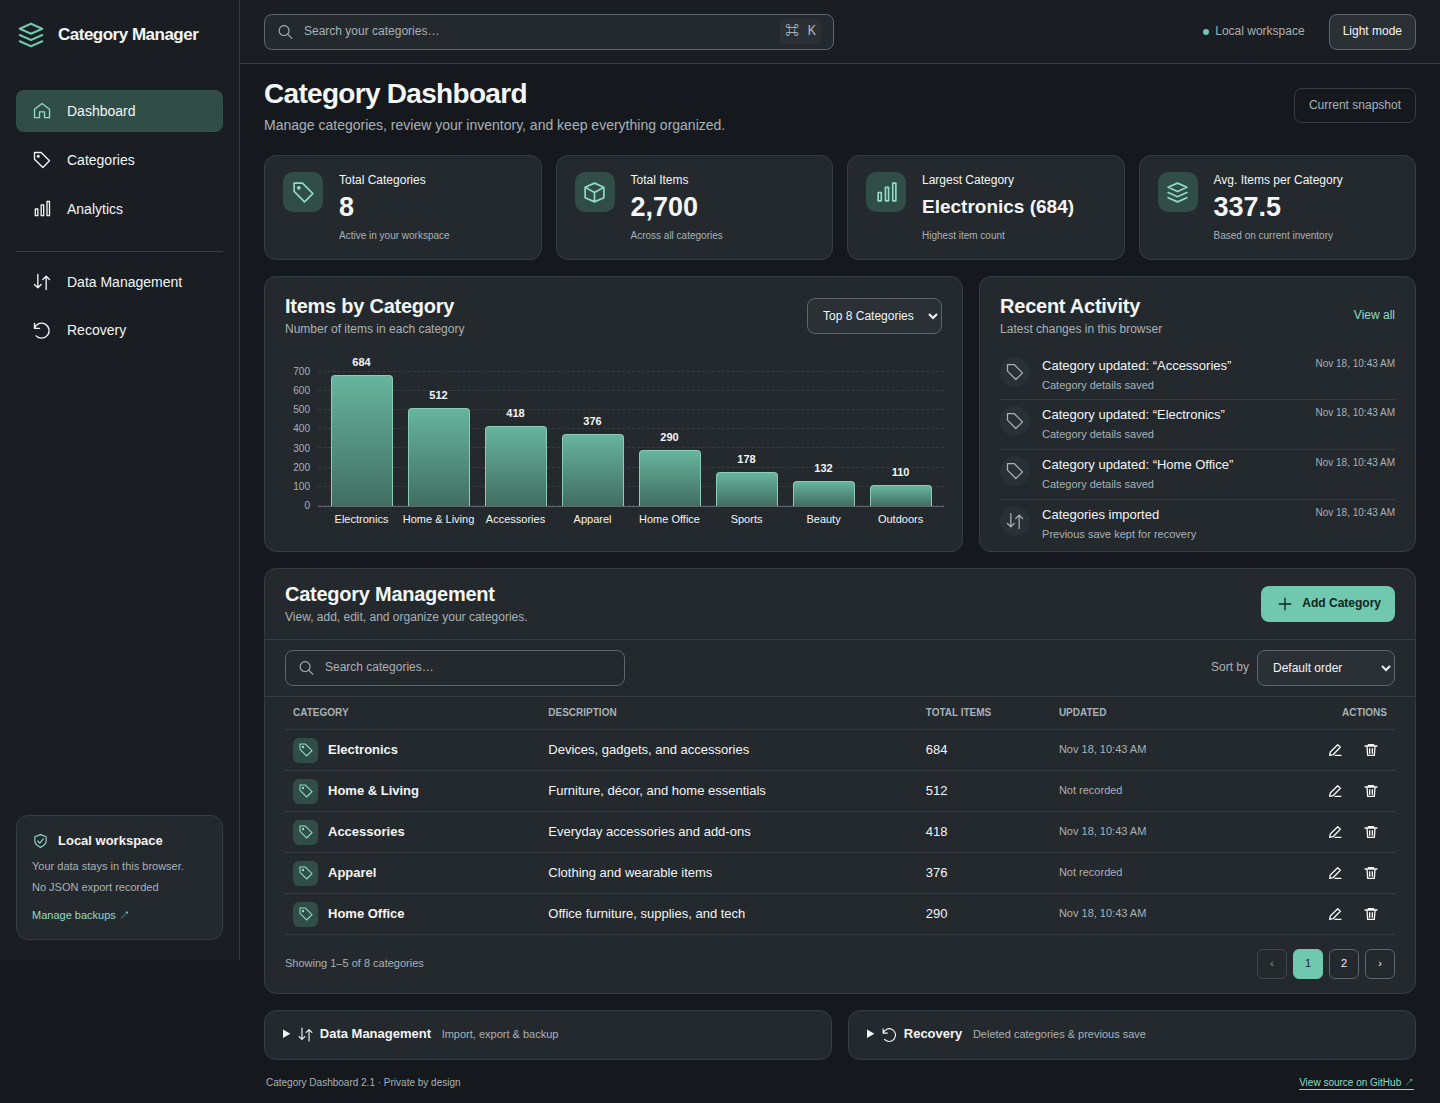 Category Manager
Dashboard
Categories
Analytics
Data Management
Recovery
Local workspace
Your data stays in this browser.
No JSON export recorded
Manage backups ↗
Search your categories…
⌘ K
Local workspace
Light mode
Category Dashboard
Manage categories, review your inventory, and keep everything organized.
Current snapshot
Total Categories
8
Active in your workspace
Total Items
2,700
Across all categories
Largest Category
Electronics (684)
Highest item count
Avg. Items per Category
337.5
Based on current inventory
Items by Category
Number of items in each category
Top 8 Categories
700
600
500
400
300
200
100
0
684
512
418
376
290
178
132
110
Electronics
Home & Living
Accessories
Apparel
Home Office
Sports
Beauty
Outdoors
Recent Activity
Latest changes in this browser
View all
Category updated: “Accessories”
Nov 18, 10:43 AM
Category details saved
Category updated: “Electronics”
Nov 18, 10:43 AM
Category details saved
Category updated: “Home Office”
Nov 18, 10:43 AM
Category details saved
Categories imported
Nov 18, 10:43 AM
Previous save kept for recovery
Category Management
View, add, edit, and organize your categories.
Add Category
Search categories…
Sort by
Default order
CATEGORY DESCRIPTION TOTAL ITEMS UPDATED ACTIONS
Electronics Devices, gadgets, and accessories 684 Nov 18, 10:43 AM
Home & Living Furniture, décor, and home essentials 512 Not recorded
Accessories Everyday accessories and add-ons 418 Nov 18, 10:43 AM
Apparel Clothing and wearable items 376 Not recorded
Home Office Office furniture, supplies, and tech 290 Nov 18, 10:43 AM
Showing 1–5 of 8 categories
‹ 1 2 ›
Data Management Import, export & backup
Recovery Deleted categories & previous save
Category Dashboard 2.1 · Private by design
View source on GitHub ↗